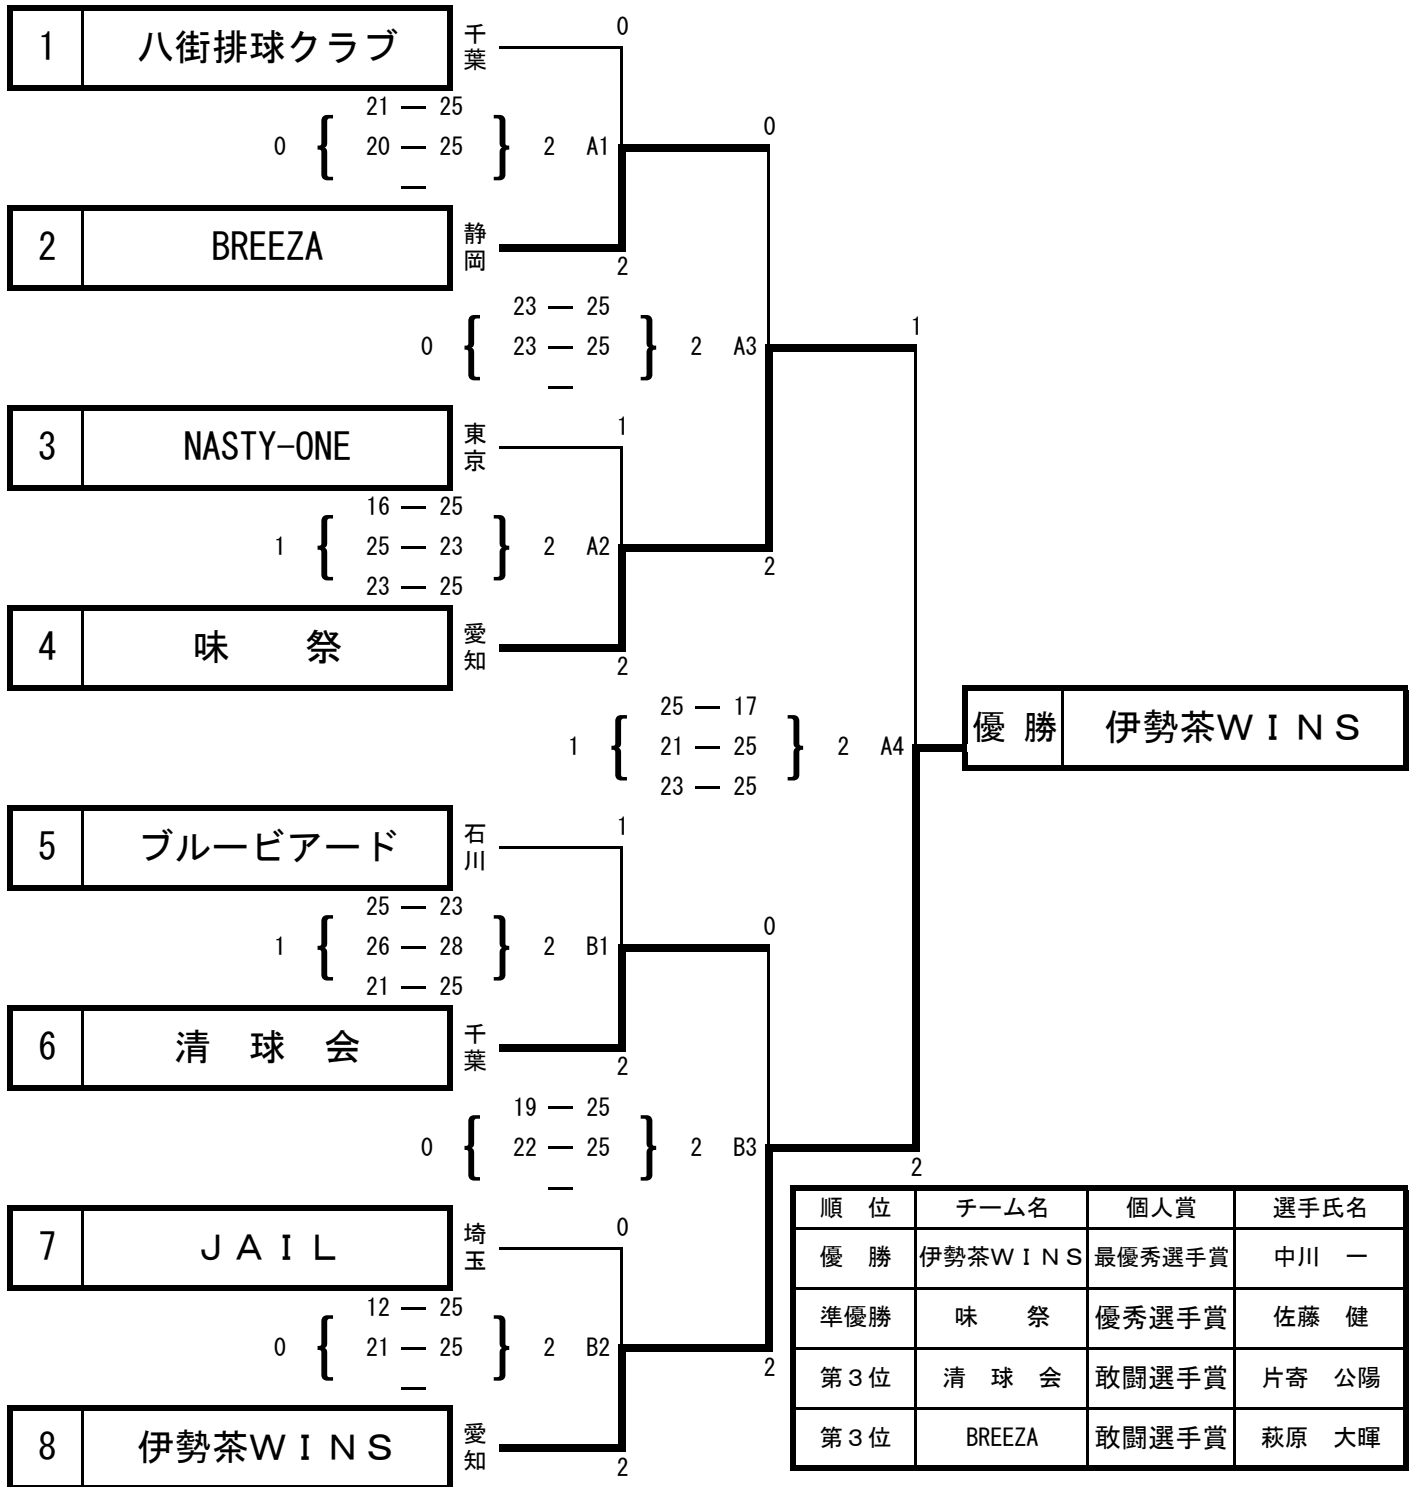 1 八街排球クラブ 千葉 0
21 — 25
0 { 20 — 25 } 2 A1 0
—
2 BREEZA 静岡 2
23 — 25
0 { 23 — 25 } 2 A3 1
—
3 NASTY-ONE 東京 1
16 — 25
1 { 25 — 23 } 2 A2 2
23 — 25
4 味　　祭 愛知 2
25 — 17
1 { 21 — 25 } 2 A4 優 勝 伊勢茶ＷＩＮＳ
23 — 25
5 ブルービアード 石川 1
25 — 23
1 { 26 — 28 } 2 B1 0
21 — 25
6 清　球　会 千葉 2
19 — 25
0 { 22 — 25 } 2 B3 2
—
7 ＪＡＩＬ 埼玉 0
12 — 25
0 { 21 — 25 } 2 B2 2
—
8 伊勢茶ＷＩＮＳ 愛知 2
順　位 チーム名 個人賞 選手氏名
優　勝 伊勢茶ＷＩＮＳ 最優秀選手賞 中川　一
準優勝 味　　祭 優秀選手賞 佐藤　健
第３位 清　球　会 敢闘選手賞 片寄　公陽
第３位 BREEZA 敢闘選手賞 萩原　大暉